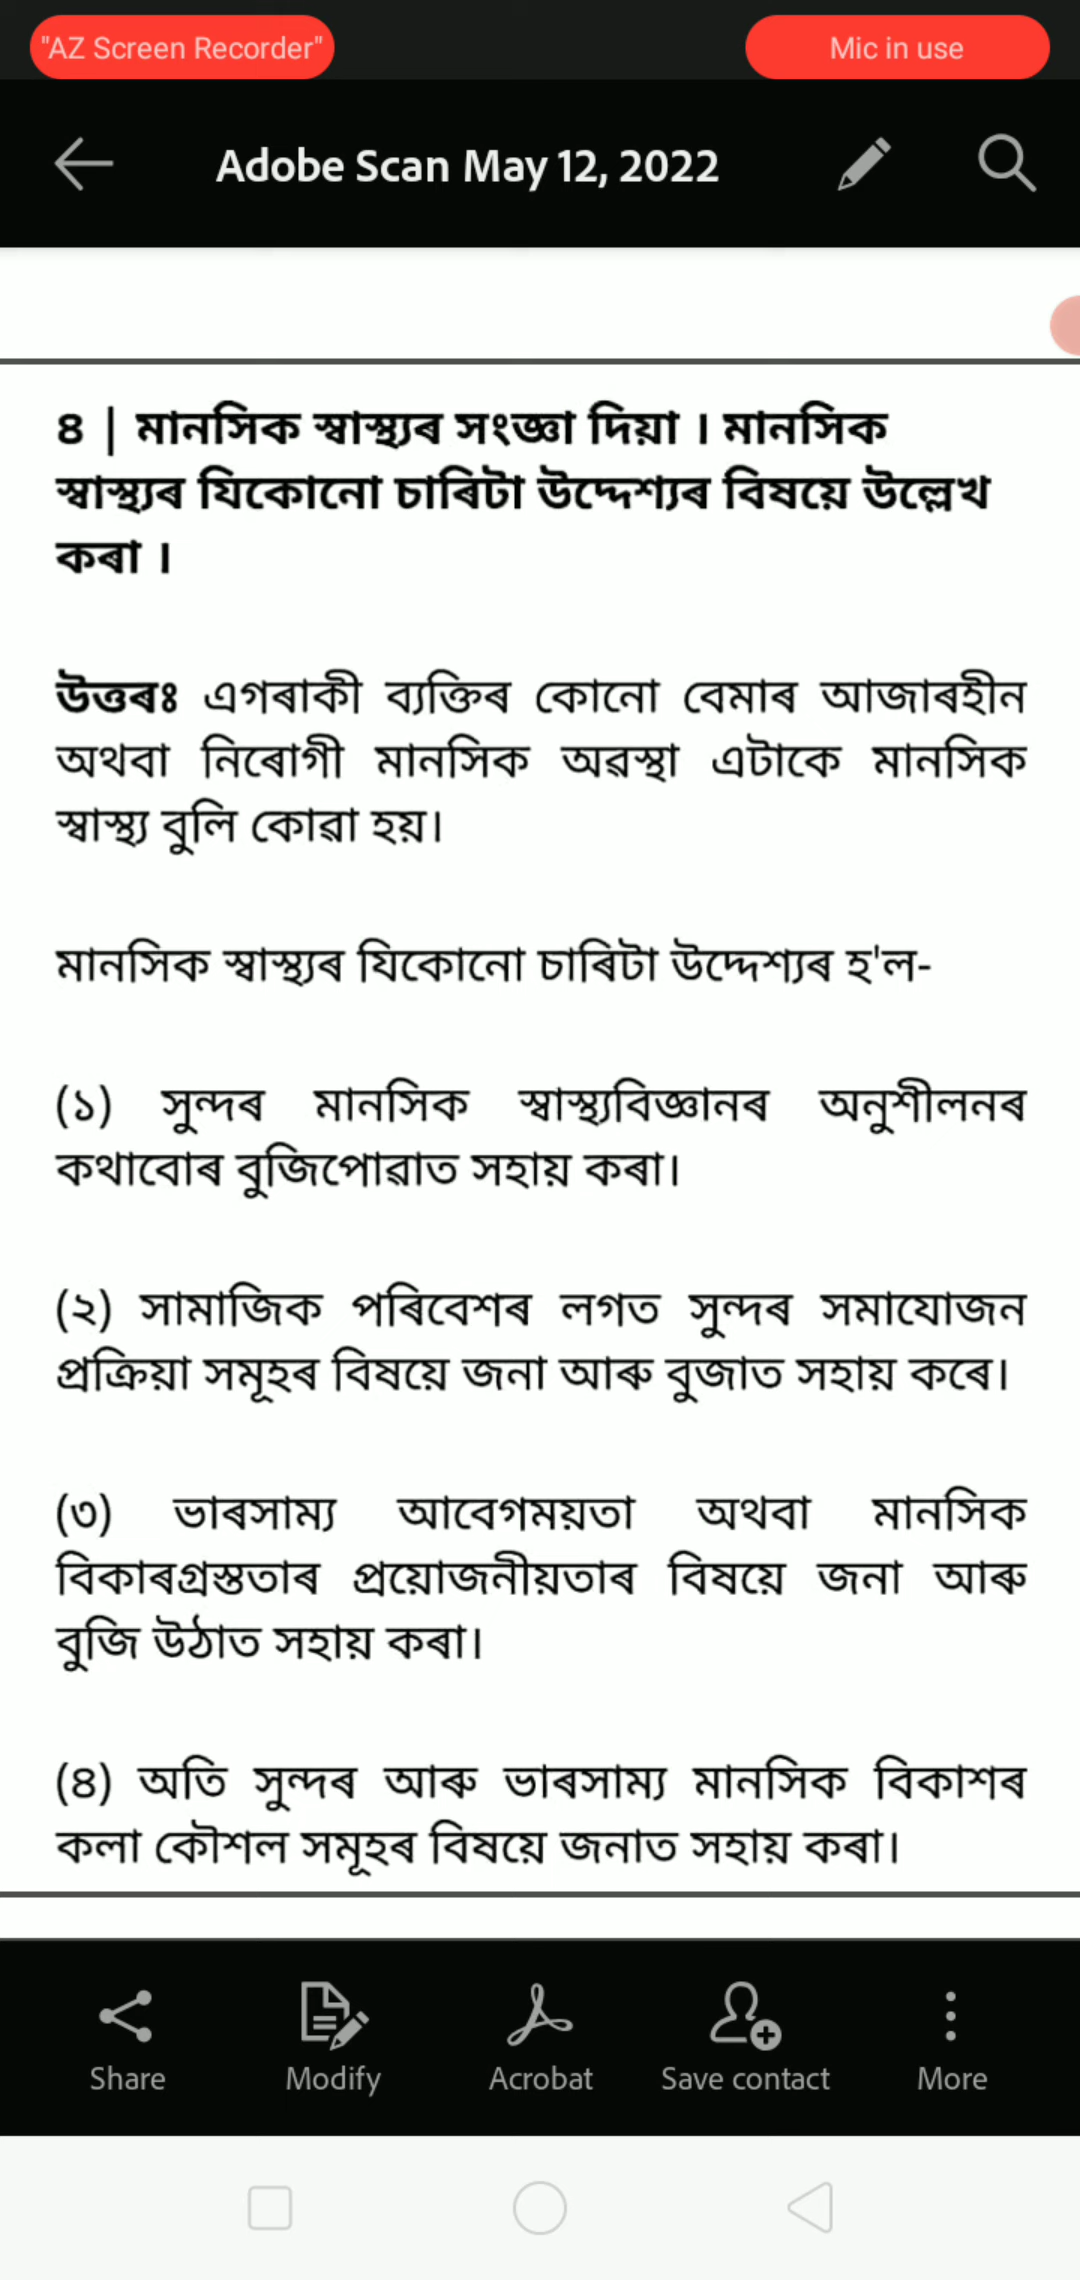 "AZ Screen Recorder"
Mic in use
Adobe Scan May 12, 2022
৪ | মানসিক স্বাস্থ্যৰ সংজ্ঞা দিয়া । মানসিক
স্বাস্থ্যৰ যিকোনো চাৰিটা উদ্দেশ্যৰ বিষয়ে উল্লেখ
কৰা ।
উত্তৰঃ এগৰাকী ব্যক্তিৰ কোনো বেমাৰ আজাৰহীন
অথবা নিৰোগী মানসিক অৱস্থা এটাকে মানসিক
স্বাস্থ্য বুলি কোৱা হয়।
মানসিক স্বাস্থ্যৰ যিকোনো চাৰিটা উদ্দেশ্যৰ হ'ল-
(১) সুন্দৰ মানসিক স্বাস্থ্যবিজ্ঞানৰ অনুশীলনৰ
কথাবোৰ বুজিপোৱাত সহায় কৰা।
(২) সামাজিক পৰিবেশৰ লগত সুন্দৰ সমাযোজন
প্ৰক্ৰিয়া সমূহৰ বিষয়ে জনা আৰু বুজাত সহায় কৰে।
(৩) ভাৰসাম্য আবেগময়তা অথবা মানসিক
বিকাৰগ্ৰস্ততাৰ প্ৰয়োজনীয়তাৰ বিষয়ে জনা আৰু
বুজি উঠাত সহায় কৰা।
(৪) অতি সুন্দৰ আৰু ভাৰসাম্য মানসিক বিকাশৰ
কলা কৌশল সমূহৰ বিষয়ে জনাত সহায় কৰা।
Share
Modify
Acrobat
Save contact
More